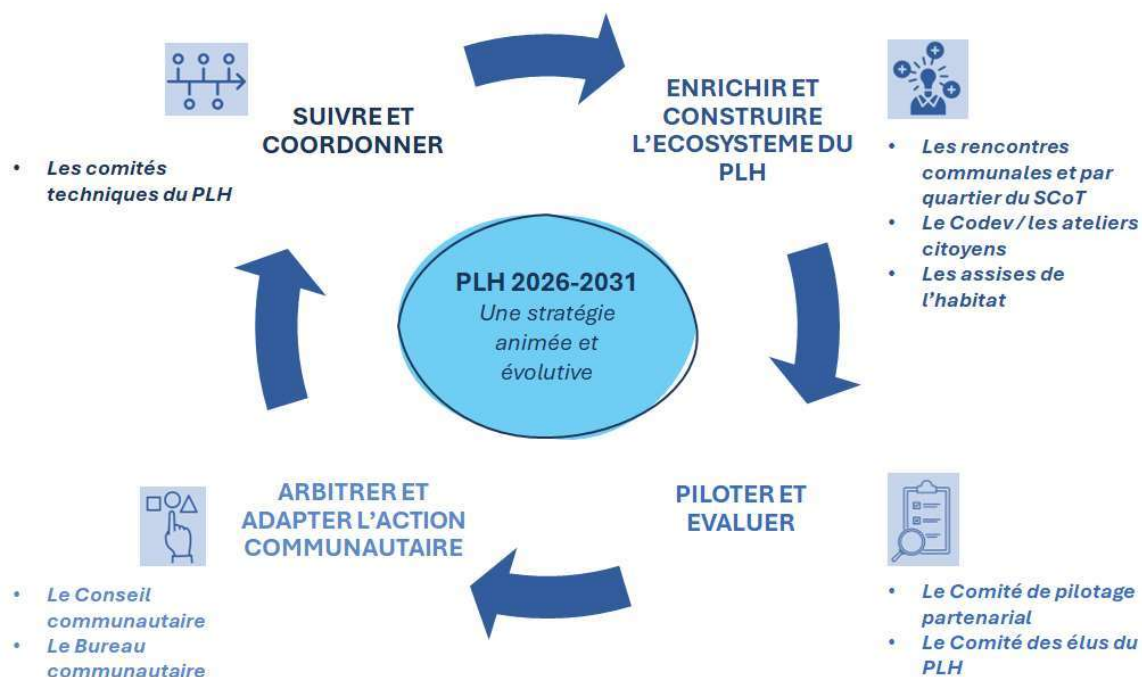 SUIVRE ET
COORDONNER
• Les comités
techniques du PLH
ENRICHIR ET
CONSTRUIRE
L’ECOSYSTEME DU
PLH
• Les rencontres
communales et par
quartier du SCoT
• Le Codev / les ateliers
citoyens
• Les assises de
l’habitat
PLH 2026-2031
Une stratégie
animée et
évolutive
ARBITRER ET
ADAPTER L’ACTION
COMMUNAUTAIRE
• Le Conseil
communautaire
• Le Bureau
communautaire
PILOTER ET
EVALUER
• Le Comité de pilotage
partenarial
• Le Comité des élus du
PLH